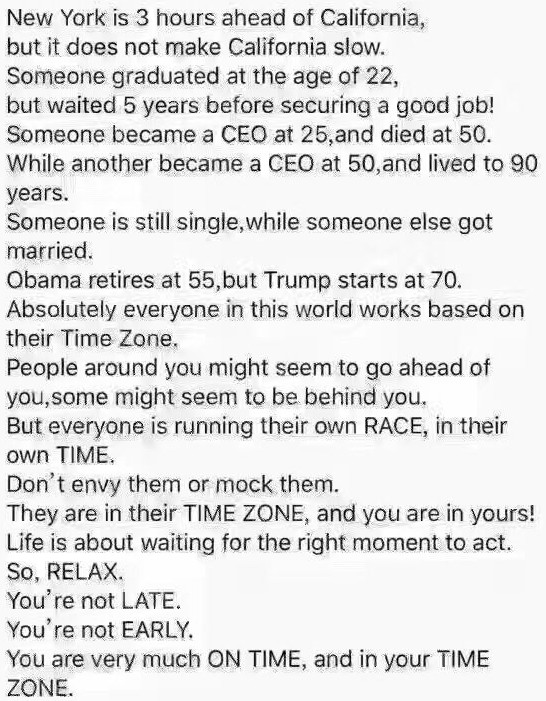 New York is 3 hours ahead of California,
but it does not make California slow.
Someone graduated at the age of 22,
but waited 5 years before securing a good job!
Someone became a CEO at 25,and died at 50.
While another became a CEO at 50,and lived to 90
years.
Someone is still single,while someone else got
married.
Obama retires at 55,but Trump starts at 70.
Absolutely everyone in this world works based on
their Time Zone.
People around you might seem to go ahead of
you,some might seem to be behind you.
But everyone is running their own RACE, in their
own TIME.
Don't envy them or mock them.
They are in their TIME ZONE, and you are in yours!
Life is about waiting for the right moment to act.
So, RELAX.
You're not LATE.
You're not EARLY.
You are very much ON TIME, and in your TIME
ZONE.